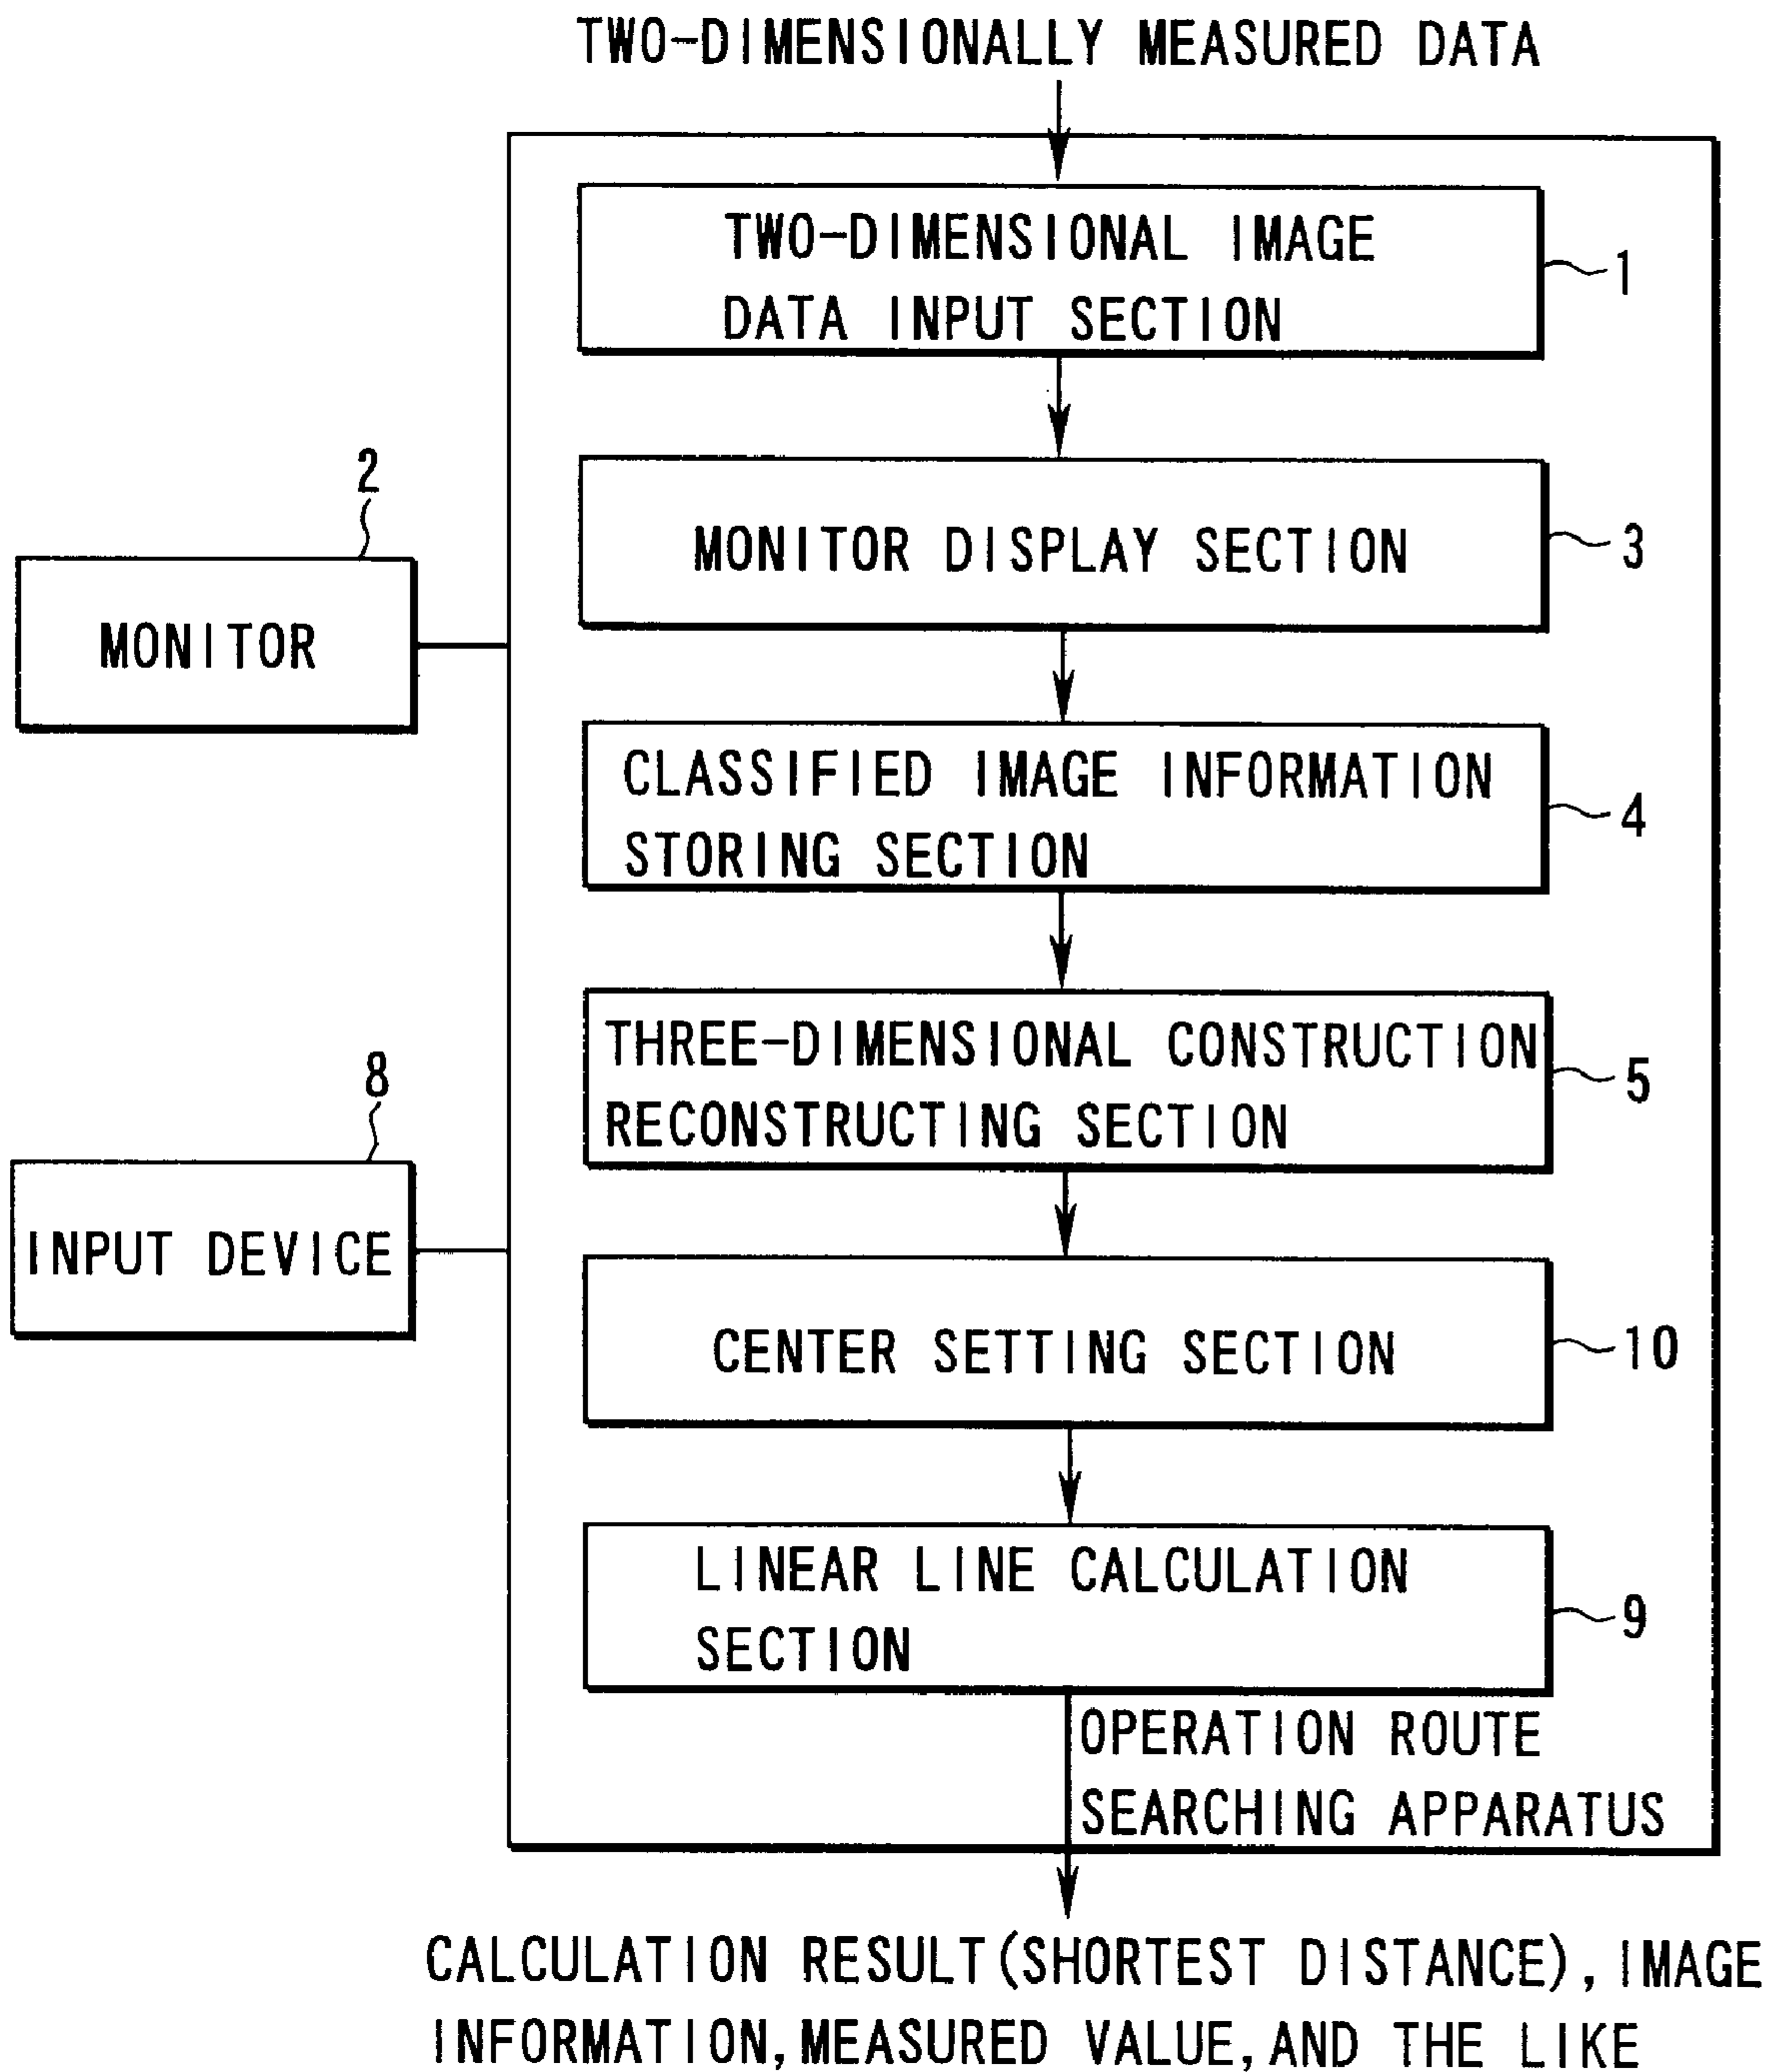 TWO-DIMENSIONALLY MEASURED DATA
TWO-DIMENSIONAL IMAGE
DATA INPUT SECTION
1
2
MONITOR
MONITOR DISPLAY SECTION
3
CLASSIFIED IMAGE INFORMATION
STORING SECTION
4
THREE-DIMENSIONAL CONSTRUCTION
RECONSTRUCTING SECTION
5
8
INPUT DEVICE
CENTER SETTING SECTION
10
LINEAR LINE CALCULATION
SECTION
9
OPERATION ROUTE
SEARCHING APPARATUS
CALCULATION RESULT(SHORTEST DISTANCE), IMAGE
INFORMATION, MEASURED VALUE, AND THE LIKE